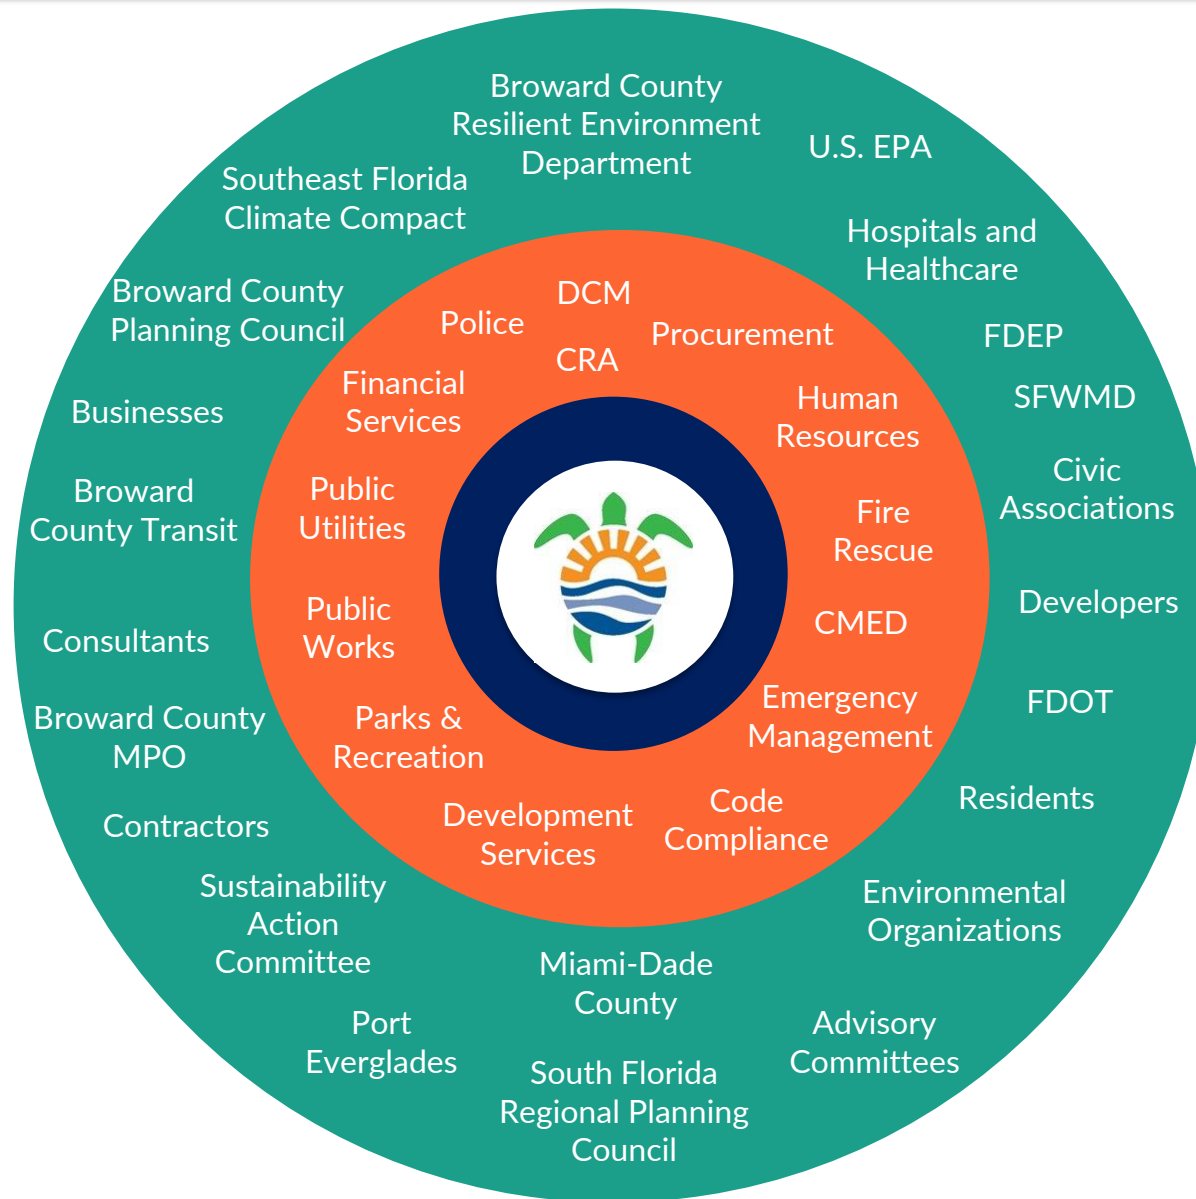 Broward County
Resilient Environment
Department
U.S. EPA
Southeast Florida
Climate Compact
Hospitals and
Healthcare
Broward County
Planning Council
FDEP
SFWMD
Businesses
Civic
Associations
Broward
County Transit
Developers
Consultants
FDOT
Broward County
MPO
Residents
Contractors
Sustainability
Action
Committee
Environmental
Organizations
Miami-Dade
County
Port
Everglades
Advisory
Committees
South Florida
Regional Planning
Council
DCM
Police
Procurement
CRA
Financial
Services
Human
Resources
Public
Utilities
Fire
Rescue
Public
Works
CMED
Parks &
Recreation
Emergency
Management
Development
Services
Code
Compliance